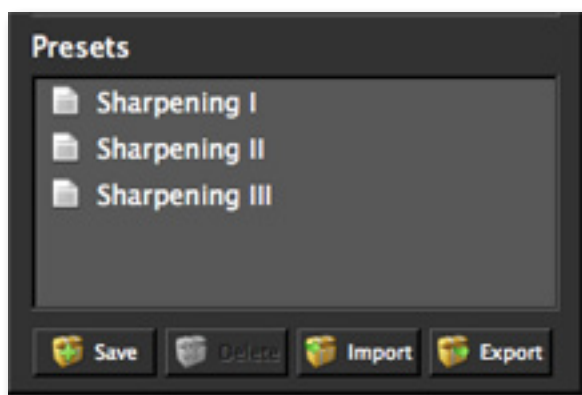 Presets
Sharpening I
Sharpening II
Sharpening III
Save Delete Import Export